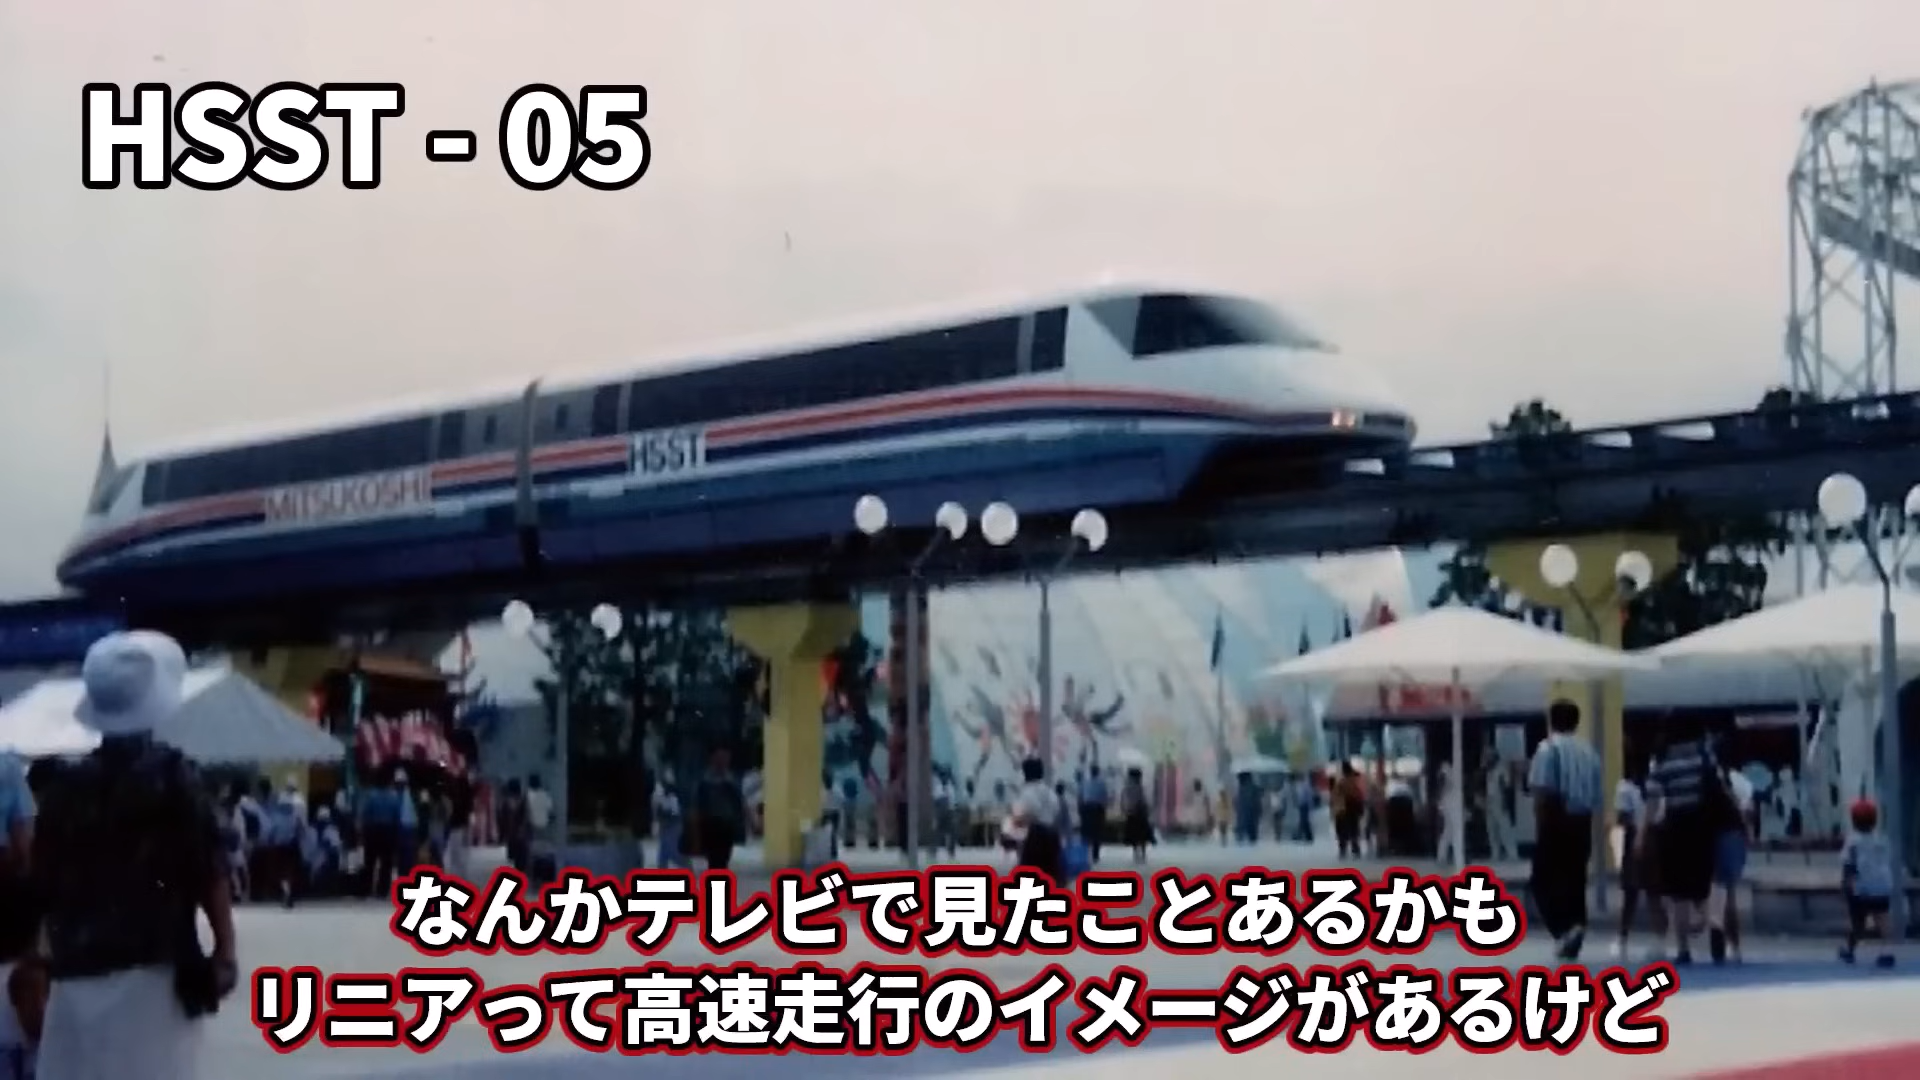 HSST - 05
MITSUKOSHI
HSST
なんかテレビで見たことあるかも
リニアって高速走行のイメージがあるけど